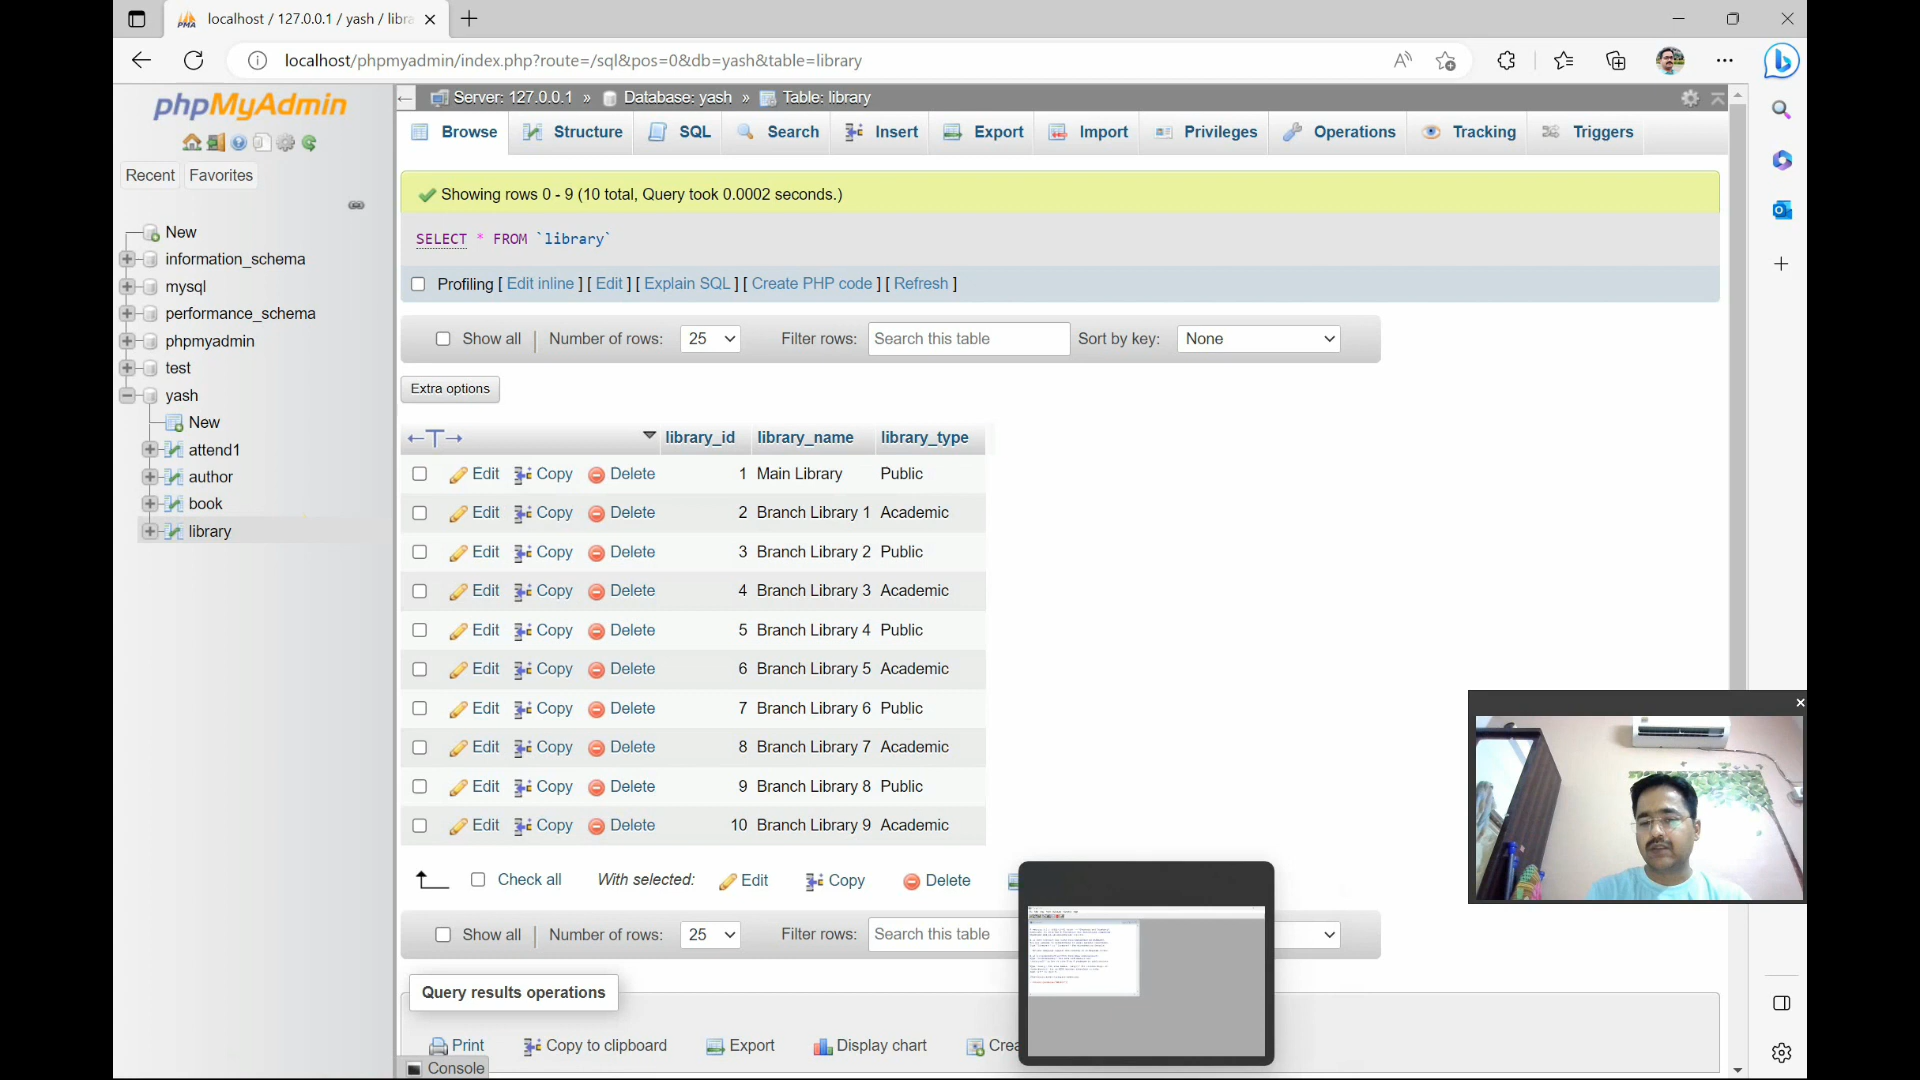 localhost / 127.0.0.1 / yash / libra
localhost/phpmyadmin/index.php?route=/sql&pos=0&db=yash&table=library
phpMyAdmin
Recent Favorites
New
information_schema
mysql
performance_schema
phpmyadmin
test
yash
New
attend1
author
book
library
Server: 127.0.0.1 » Database: yash » Table: library
Browse Structure SQL Search Insert Export Import Privileges Operations Tracking Triggers
Showing rows 0 - 9 (10 total, Query took 0.0002 seconds.)
SELECT * FROM `library`
Profiling [ Edit inline ] [ Edit ] [ Explain SQL ] [ Create PHP code ] [ Refresh ]
Show all Number of rows: 25 Filter rows: Search this table Sort by key: None
Extra options
library_id library_name library_type
Edit Copy Delete 1 Main Library Public
Edit Copy Delete 2 Branch Library 1 Academic
Edit Copy Delete 3 Branch Library 2 Public
Edit Copy Delete 4 Branch Library 3 Academic
Edit Copy Delete 5 Branch Library 4 Public
Edit Copy Delete 6 Branch Library 5 Academic
Edit Copy Delete 7 Branch Library 6 Public
Edit Copy Delete 8 Branch Library 7 Academic
Edit Copy Delete 9 Branch Library 8 Public
Edit Copy Delete 10 Branch Library 9 Academic
Check all With selected: Edit Copy Delete
Show all Number of rows: 25 Filter rows: Search this table
Query results operations
Print Copy to clipboard Export Display chart Crea
Console